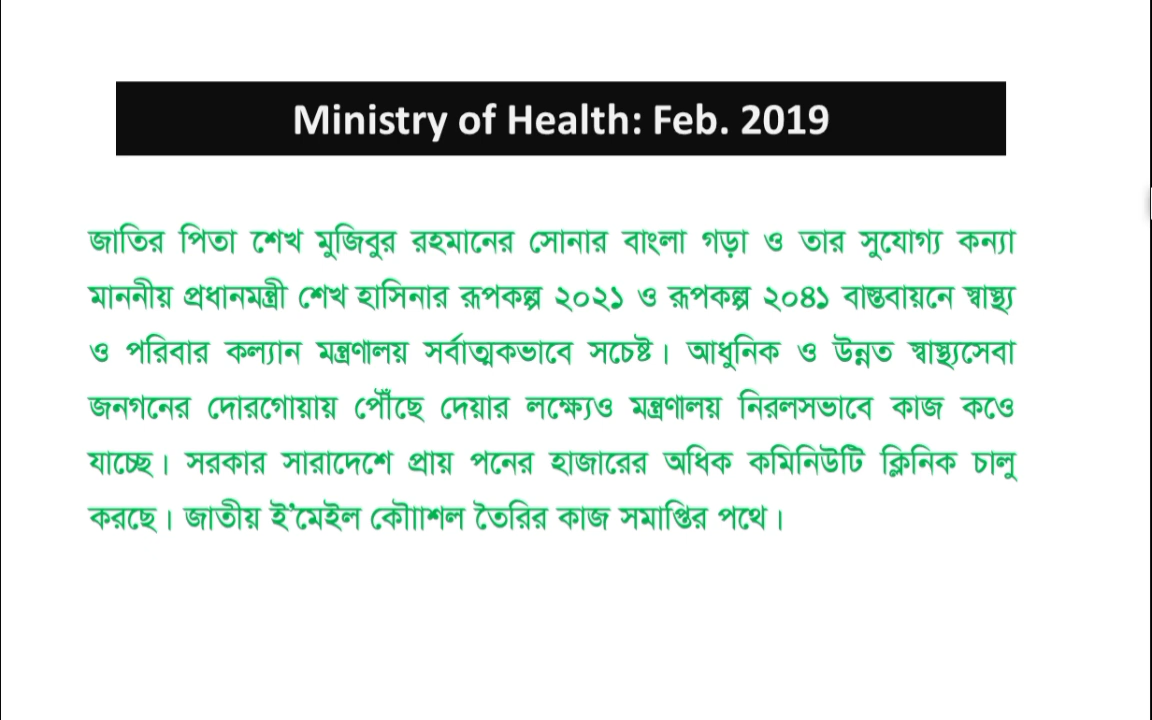 Ministry of Health: Feb. 2019
জাতির পিতা শেখ মুজিবুর রহমানের সোনার বাংলা গড়া ও তার সুযোগ্য কন্যা
মাননীয় প্রধানমন্ত্রী শেখ হাসিনার রূপকল্প ২০২১ ও রূপকল্প ২০৪১ বাস্তবায়নে স্বাস্থ্য
ও পরিবার কল্যান মন্ত্রণালয় সর্বাত্মকভাবে সচেষ্ট। আধুনিক ও উন্নত স্বাস্থ্যসেবা
জনগনের দোরগোয়ায় পৌঁছে দেয়ার লক্ষ্যেও মন্ত্রণালয় নিরলসভাবে কাজ কওে
যাচ্ছে। সরকার সারাদেশে প্রায় পনের হাজারের অধিক কমিনিউটি ক্লিনিক চালু
করছে। জাতীয় ই’মেইল কৌাশল তৈরির কাজ সমাপ্তির পথে।